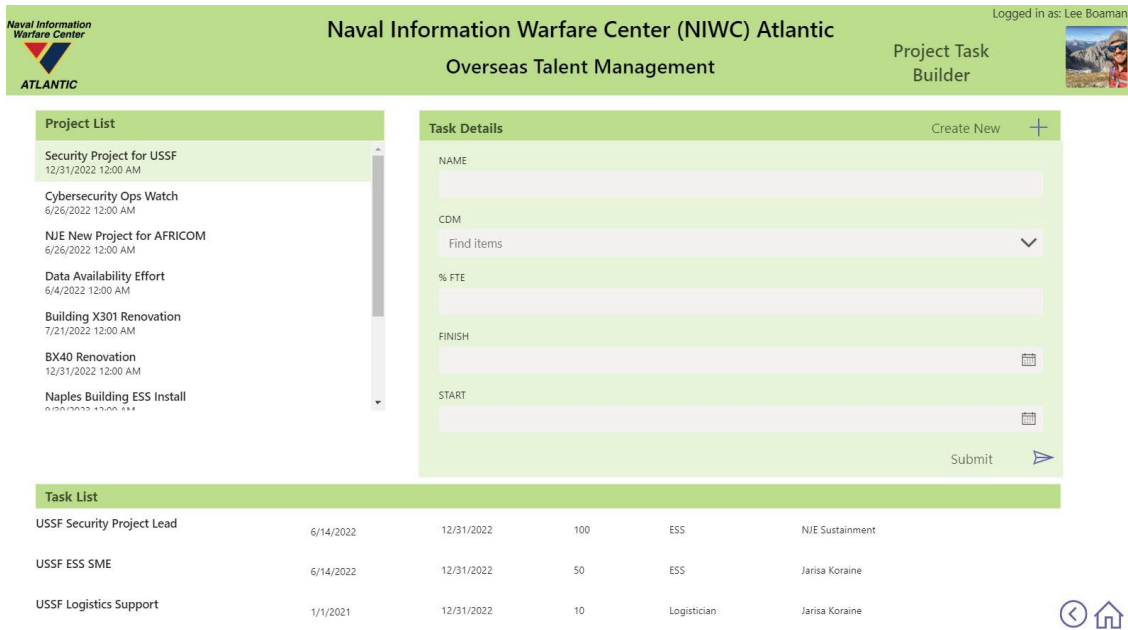 Naval Information
Warfare Center
ATLANTIC
Naval Information Warfare Center (NIWC) Atlantic
Overseas Talent Management
Logged in as: Lee Boaman
Project Task
Builder
Project List
Security Project for USSF
12/31/2022 12:00 AM
Cybersecurity Ops Watch
6/26/2022 12:00 AM
NJE New Project for AFRICOM
6/26/2022 12:00 AM
Data Availability Effort
6/4/2022 12:00 AM
Building X301 Renovation
7/21/2022 12:00 AM
BX40 Renovation
12/31/2022 12:00 AM
Naples Building ESS Install
9/30/2023 12:00 AM
Task Details Create New
NAME
CDM
Find items
% FTE
FINISH
START
Submit
Task List
USSF Security Project Lead 6/14/2022 12/31/2022 100 ESS NJE Sustainment
USSF ESS SME 6/14/2022 12/31/2022 50 ESS Jarisa Koraine
USSF Logistics Support 1/1/2021 12/31/2022 10 Logistician Jarisa Koraine